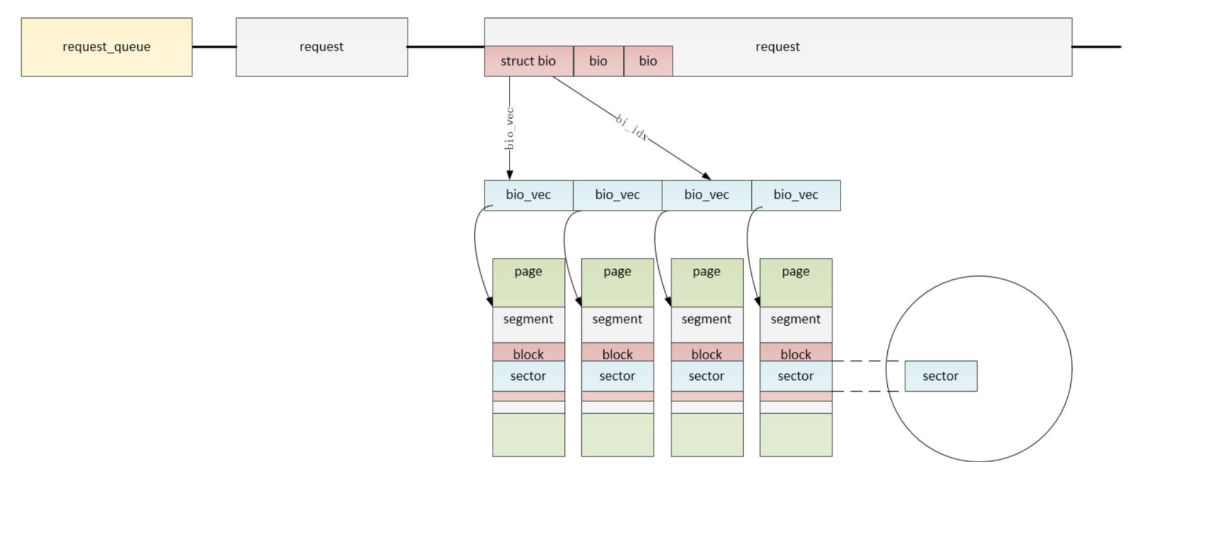 request_queue
request
request
struct bio
bio
bio
bio_vec
bi_idx
bio_vec
bio_vec
bio_vec
bio_vec
page
page
page
page
segment
segment
segment
segment
block
block
block
block
sector
sector
sector
sector
sector